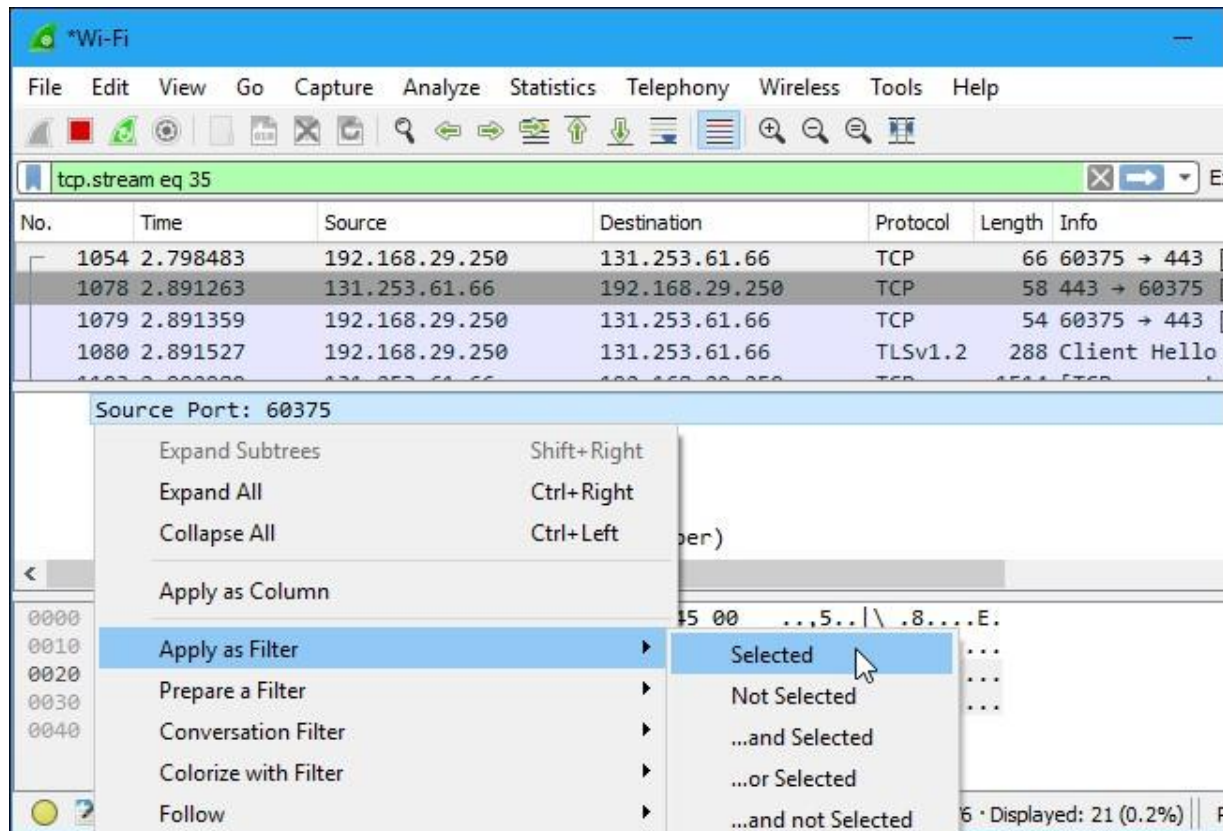 *Wi-Fi
File Edit View Go Capture Analyze Statistics Telephony Wireless Tools Help
tcp.stream eq 35
No. Time Source Destination Protocol Length Info
1054 2.798483 192.168.29.250 131.253.61.66 TCP 66 60375 → 443 [
1078 2.891263 131.253.61.66 192.168.29.250 TCP 58 443 → 60375 [
1079 2.891359 192.168.29.250 131.253.61.66 TCP 54 60375 → 443 [
1080 2.891527 192.168.29.250 131.253.61.66 TLSv1.2 288 Client Hello
Source Port: 60375
Expand Subtrees Shift+Right
Expand All Ctrl+Right
Collapse All Ctrl+Left
Apply as Column
0000 45 00 ..,5..|\ .8....E.
0010 Apply as Filter Selected ...
0020 Prepare a Filter Not Selected ...
0030 ...
0040 Conversation Filter ...and Selected
Colorize with Filter ...or Selected
Follow ...and not Selected · Displayed: 21 (0.2%)